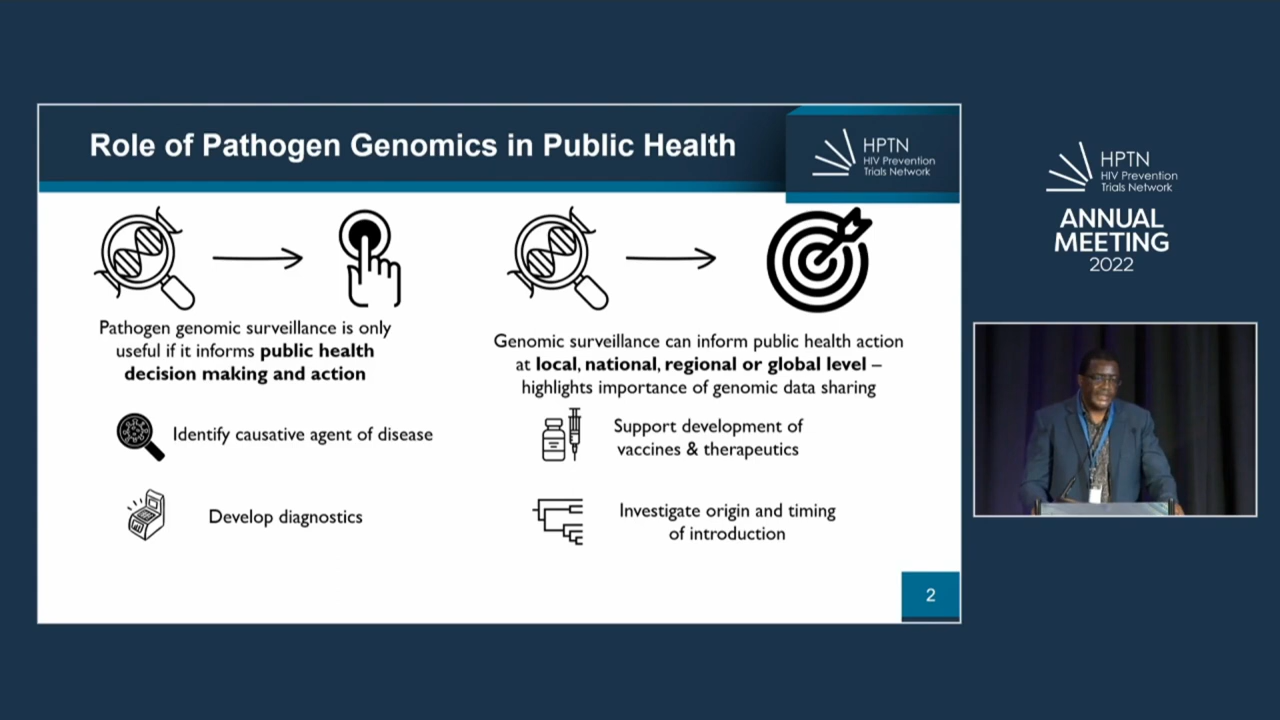 Role of Pathogen Genomics in Public Health
HPTN
HIV Prevention
Trials Network
Pathogen genomic surveillance is only
useful if it informs public health
decision making and action
Identify causative agent of disease
Develop diagnostics
Genomic surveillance can inform public health action
at local, national, regional or global level –
highlights importance of genomic data sharing
Support development of
vaccines & therapeutics
Investigate origin and timing
of introduction
2
HPTN
HIV Prevention
Trials Network
ANNUAL
MEETING
2022